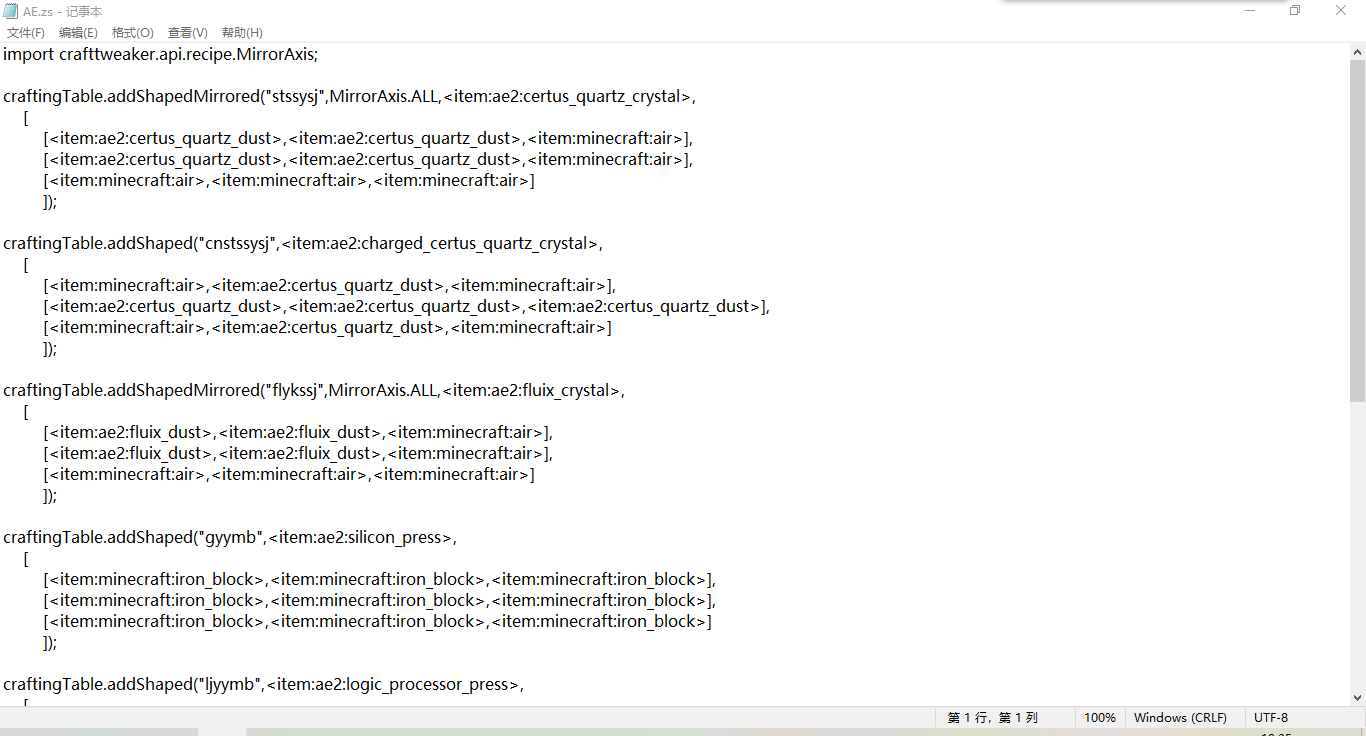 AE.zs - 记事本
文件(F) 编辑(E) 格式(O) 查看(V) 帮助(H)
import crafttweaker.api.recipe.MirrorAxis;
craftingTable.addShapedMirrored("stssysj",MirrorAxis.ALL,<item:ae2:certus_quartz_crystal>,
[
[<item:ae2:certus_quartz_dust>,<item:ae2:certus_quartz_dust>,<item:minecraft:air>],
[<item:ae2:certus_quartz_dust>,<item:ae2:certus_quartz_dust>,<item:minecraft:air>],
[<item:minecraft:air>,<item:minecraft:air>,<item:minecraft:air>]
]);
craftingTable.addShaped("cnstssysj",<item:ae2:charged_certus_quartz_crystal>,
[
[<item:minecraft:air>,<item:ae2:certus_quartz_dust>,<item:minecraft:air>],
[<item:ae2:certus_quartz_dust>,<item:ae2:certus_quartz_dust>,<item:ae2:certus_quartz_dust>],
[<item:minecraft:air>,<item:ae2:certus_quartz_dust>,<item:minecraft:air>]
]);
craftingTable.addShapedMirrored("flykssj",MirrorAxis.ALL,<item:ae2:fluix_crystal>,
[
[<item:ae2:fluix_dust>,<item:ae2:fluix_dust>,<item:minecraft:air>],
[<item:ae2:fluix_dust>,<item:ae2:fluix_dust>,<item:minecraft:air>],
[<item:minecraft:air>,<item:minecraft:air>,<item:minecraft:air>]
]);
craftingTable.addShaped("gyymb",<item:ae2:silicon_press>,
[
[<item:minecraft:iron_block>,<item:minecraft:iron_block>,<item:minecraft:iron_block>],
[<item:minecraft:iron_block>,<item:minecraft:iron_block>,<item:minecraft:iron_block>],
[<item:minecraft:iron_block>,<item:minecraft:iron_block>,<item:minecraft:iron_block>]
]);
craftingTable.addShaped("ljyymb",<item:ae2:logic_processor_press>,
[
第 1 行，第 1 列 100% Windows (CRLF) UTF-8